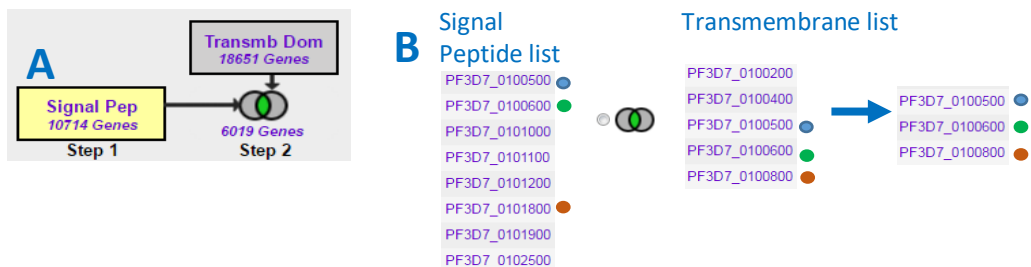 A
Transmb Dom
18651 Genes
Signal Pep
10714 Genes
6019 Genes
Step 1
Step 2
B
Signal
Peptide list
PF3D7_0100500
PF3D7_0100600
PF3D7_0101000
PF3D7_0101100
PF3D7_0101200
PF3D7_0101800
PF3D7_0101900
PF3D7_0102500
Transmembrane list
PF3D7_0100200
PF3D7_0100400
PF3D7_0100500
PF3D7_0100600
PF3D7_0100800
PF3D7_0100500
PF3D7_0100600
PF3D7_0100800